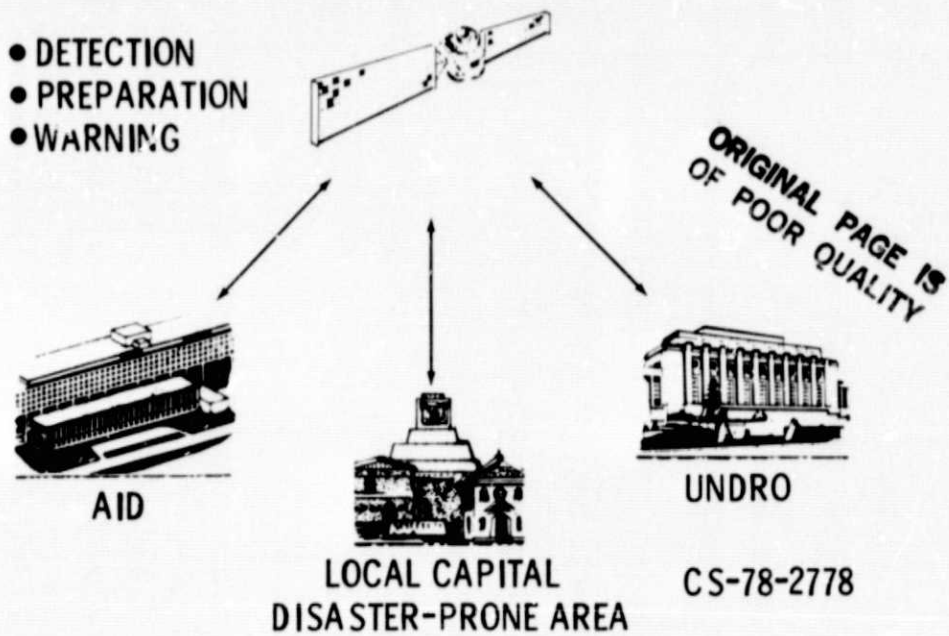 • DETECTION
• PREPARATION
• WARNING
ORIGINAL PAGE IS
OF POOR QUALITY
AID
UNDRO
LOCAL CAPITAL
DISASTER-PRONE AREA
CS-78-2778